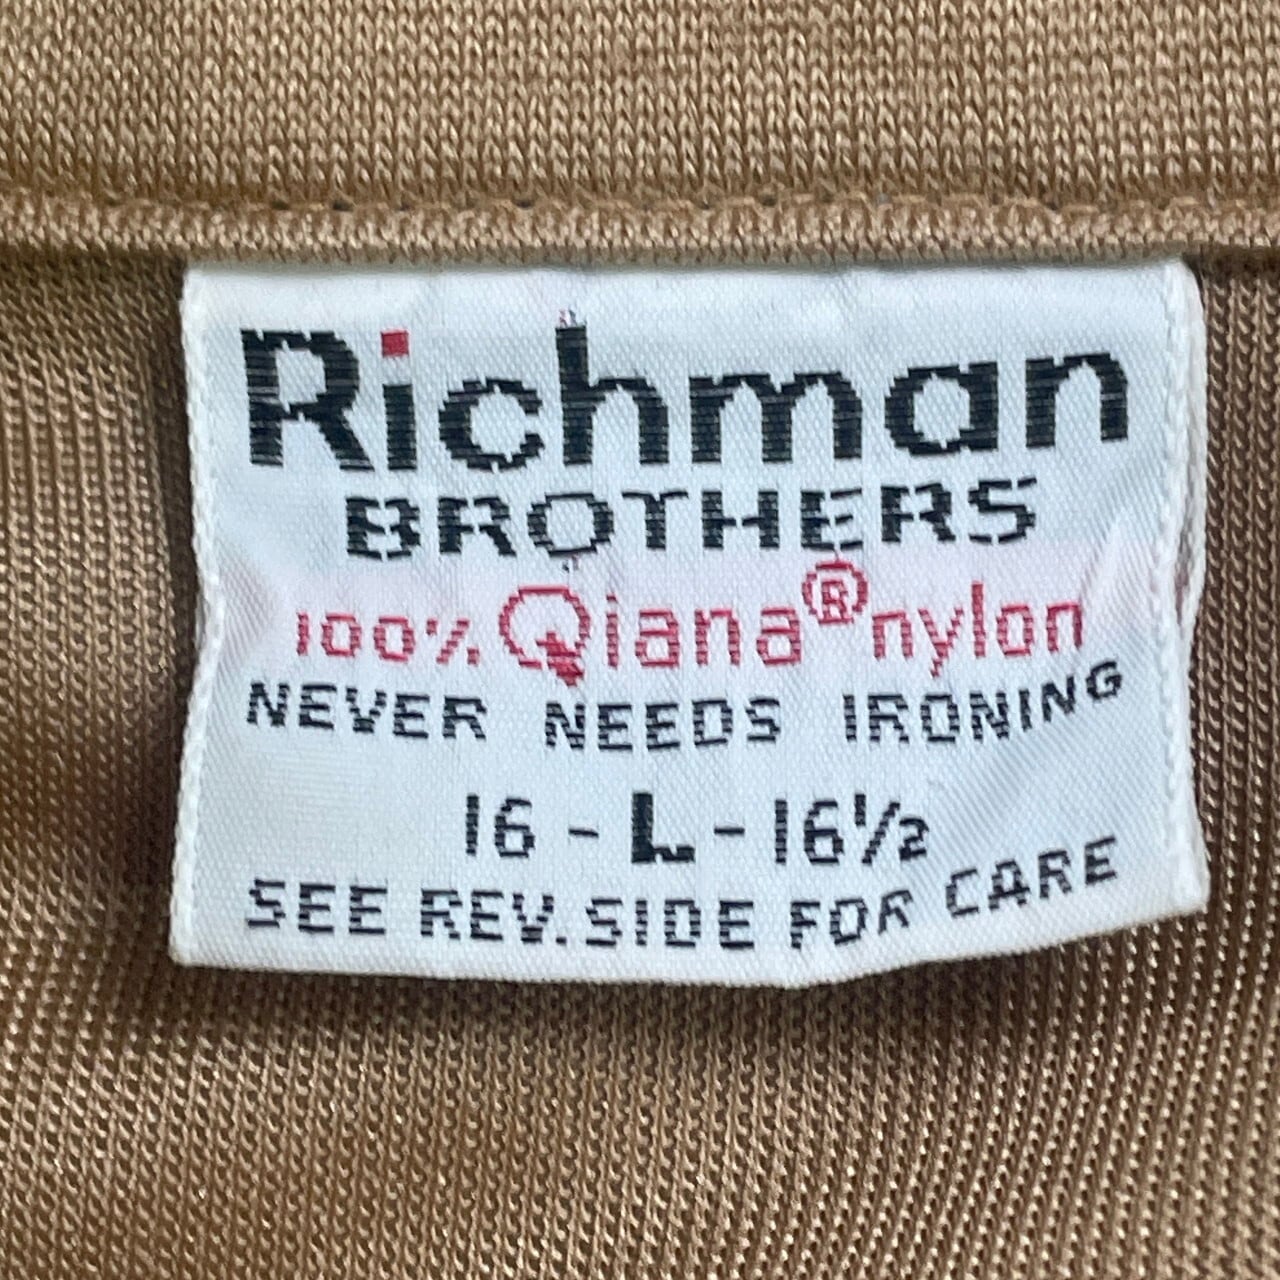 Richman
BROTHERS
100% Qiana® nylon
NEVER NEEDS IRONING
16 - L - 16½
SEE REV. SIDE FOR CARE